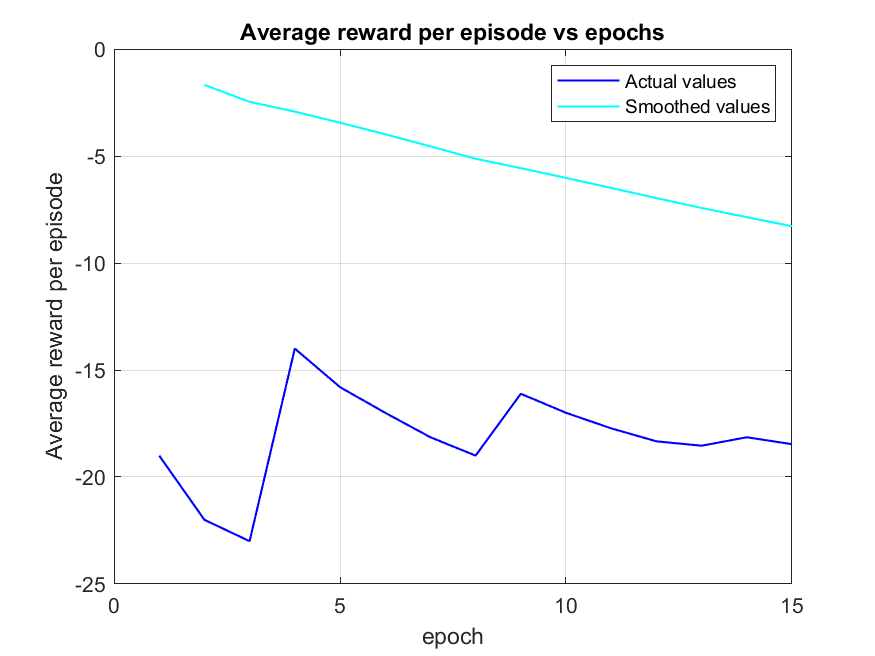 Average reward per episode vs epochs
Actual values
Smoothed values
Average reward per episode
0
-5
-10
-15
-20
-25
0 5 10 15
epoch